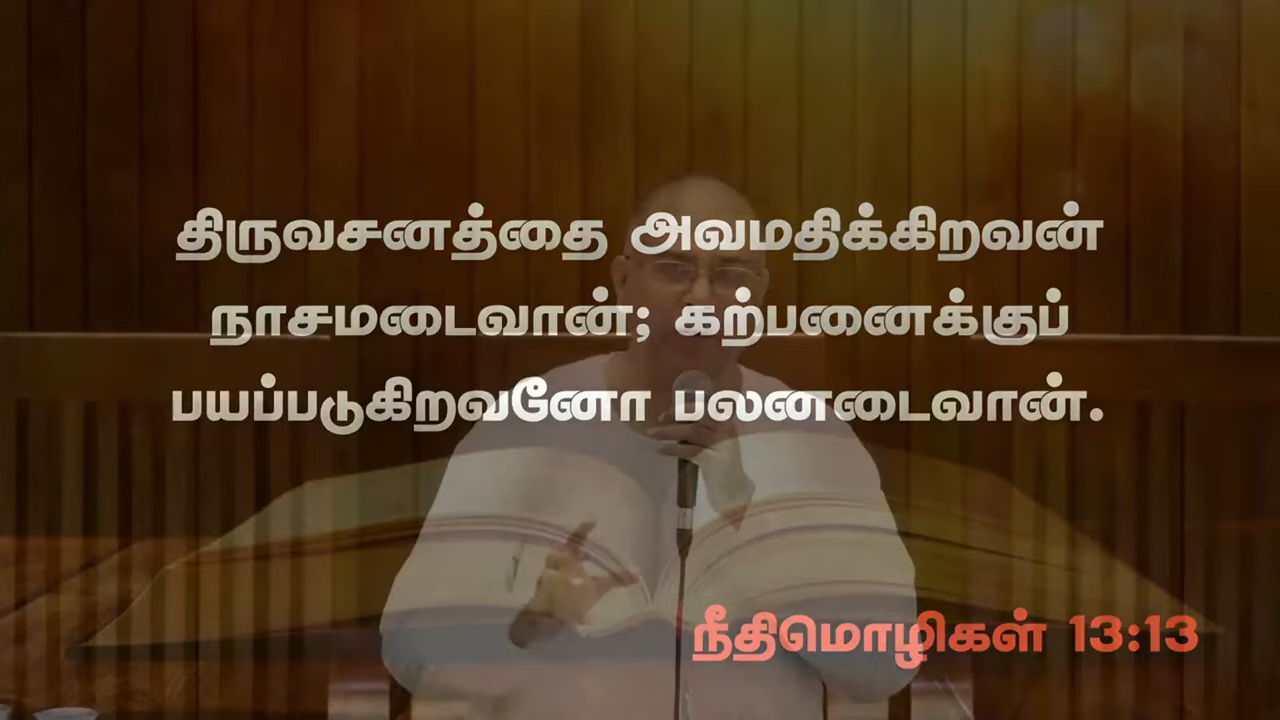 திருவசனத்தை அவமதிக்கிறவன்
நாசமடைவான்; கற்பனைக்குப்
பயப்படுகிறவனோ பலனடைவான்.
நீதிமொழிகள் 13:13